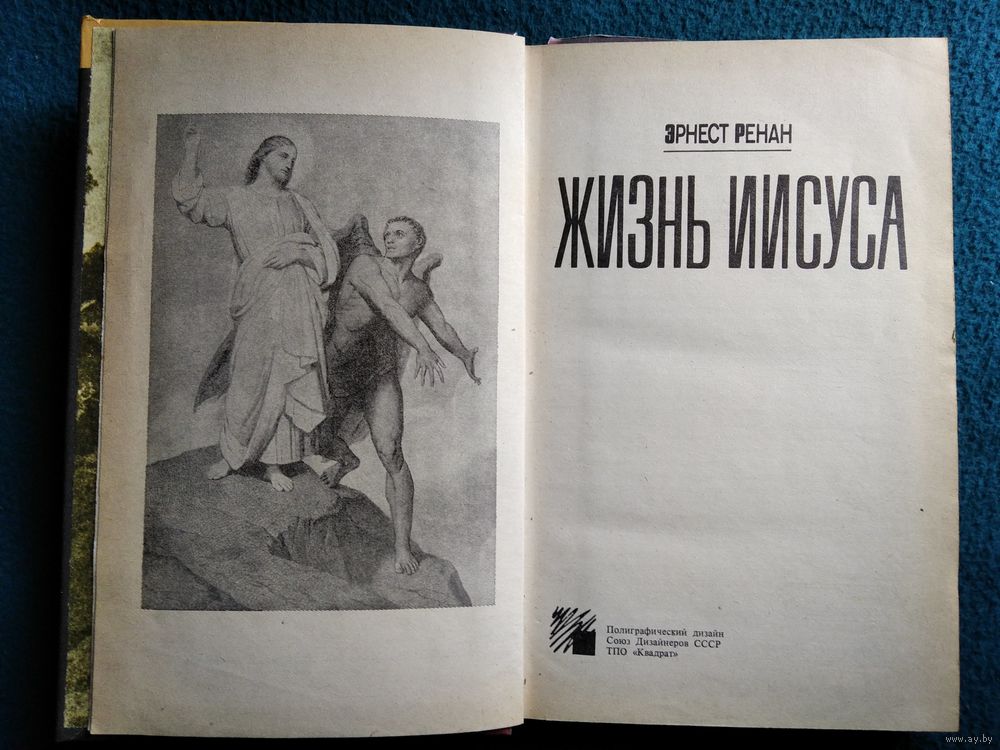 ЭРНЕСТ РЕНАН
ЖИЗНЬ ИИСУСА
Полиграфический дизайн
Союз Дизайнеров СССР
ТПО «Квадрат»
www.ay.by